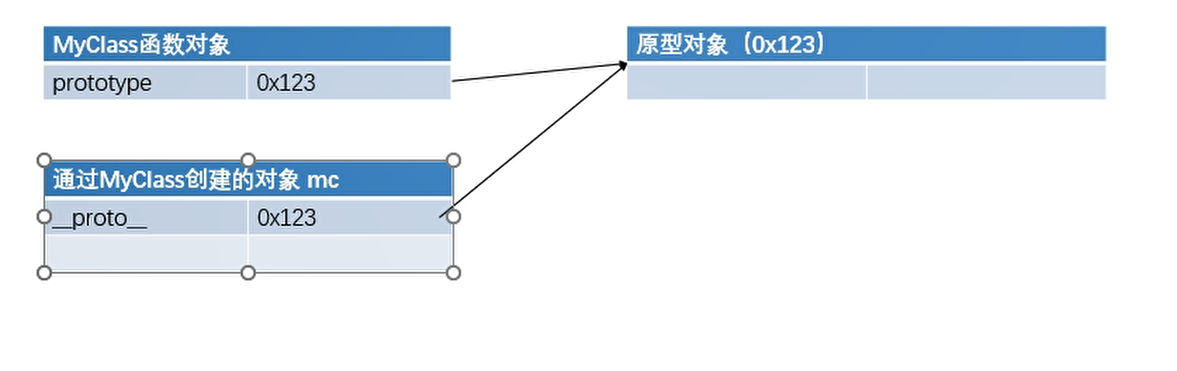 MyClass函数对象
prototype 0x123
原型对象（0x123）
通过MyClass创建的对象 mc
__proto__ 0x123